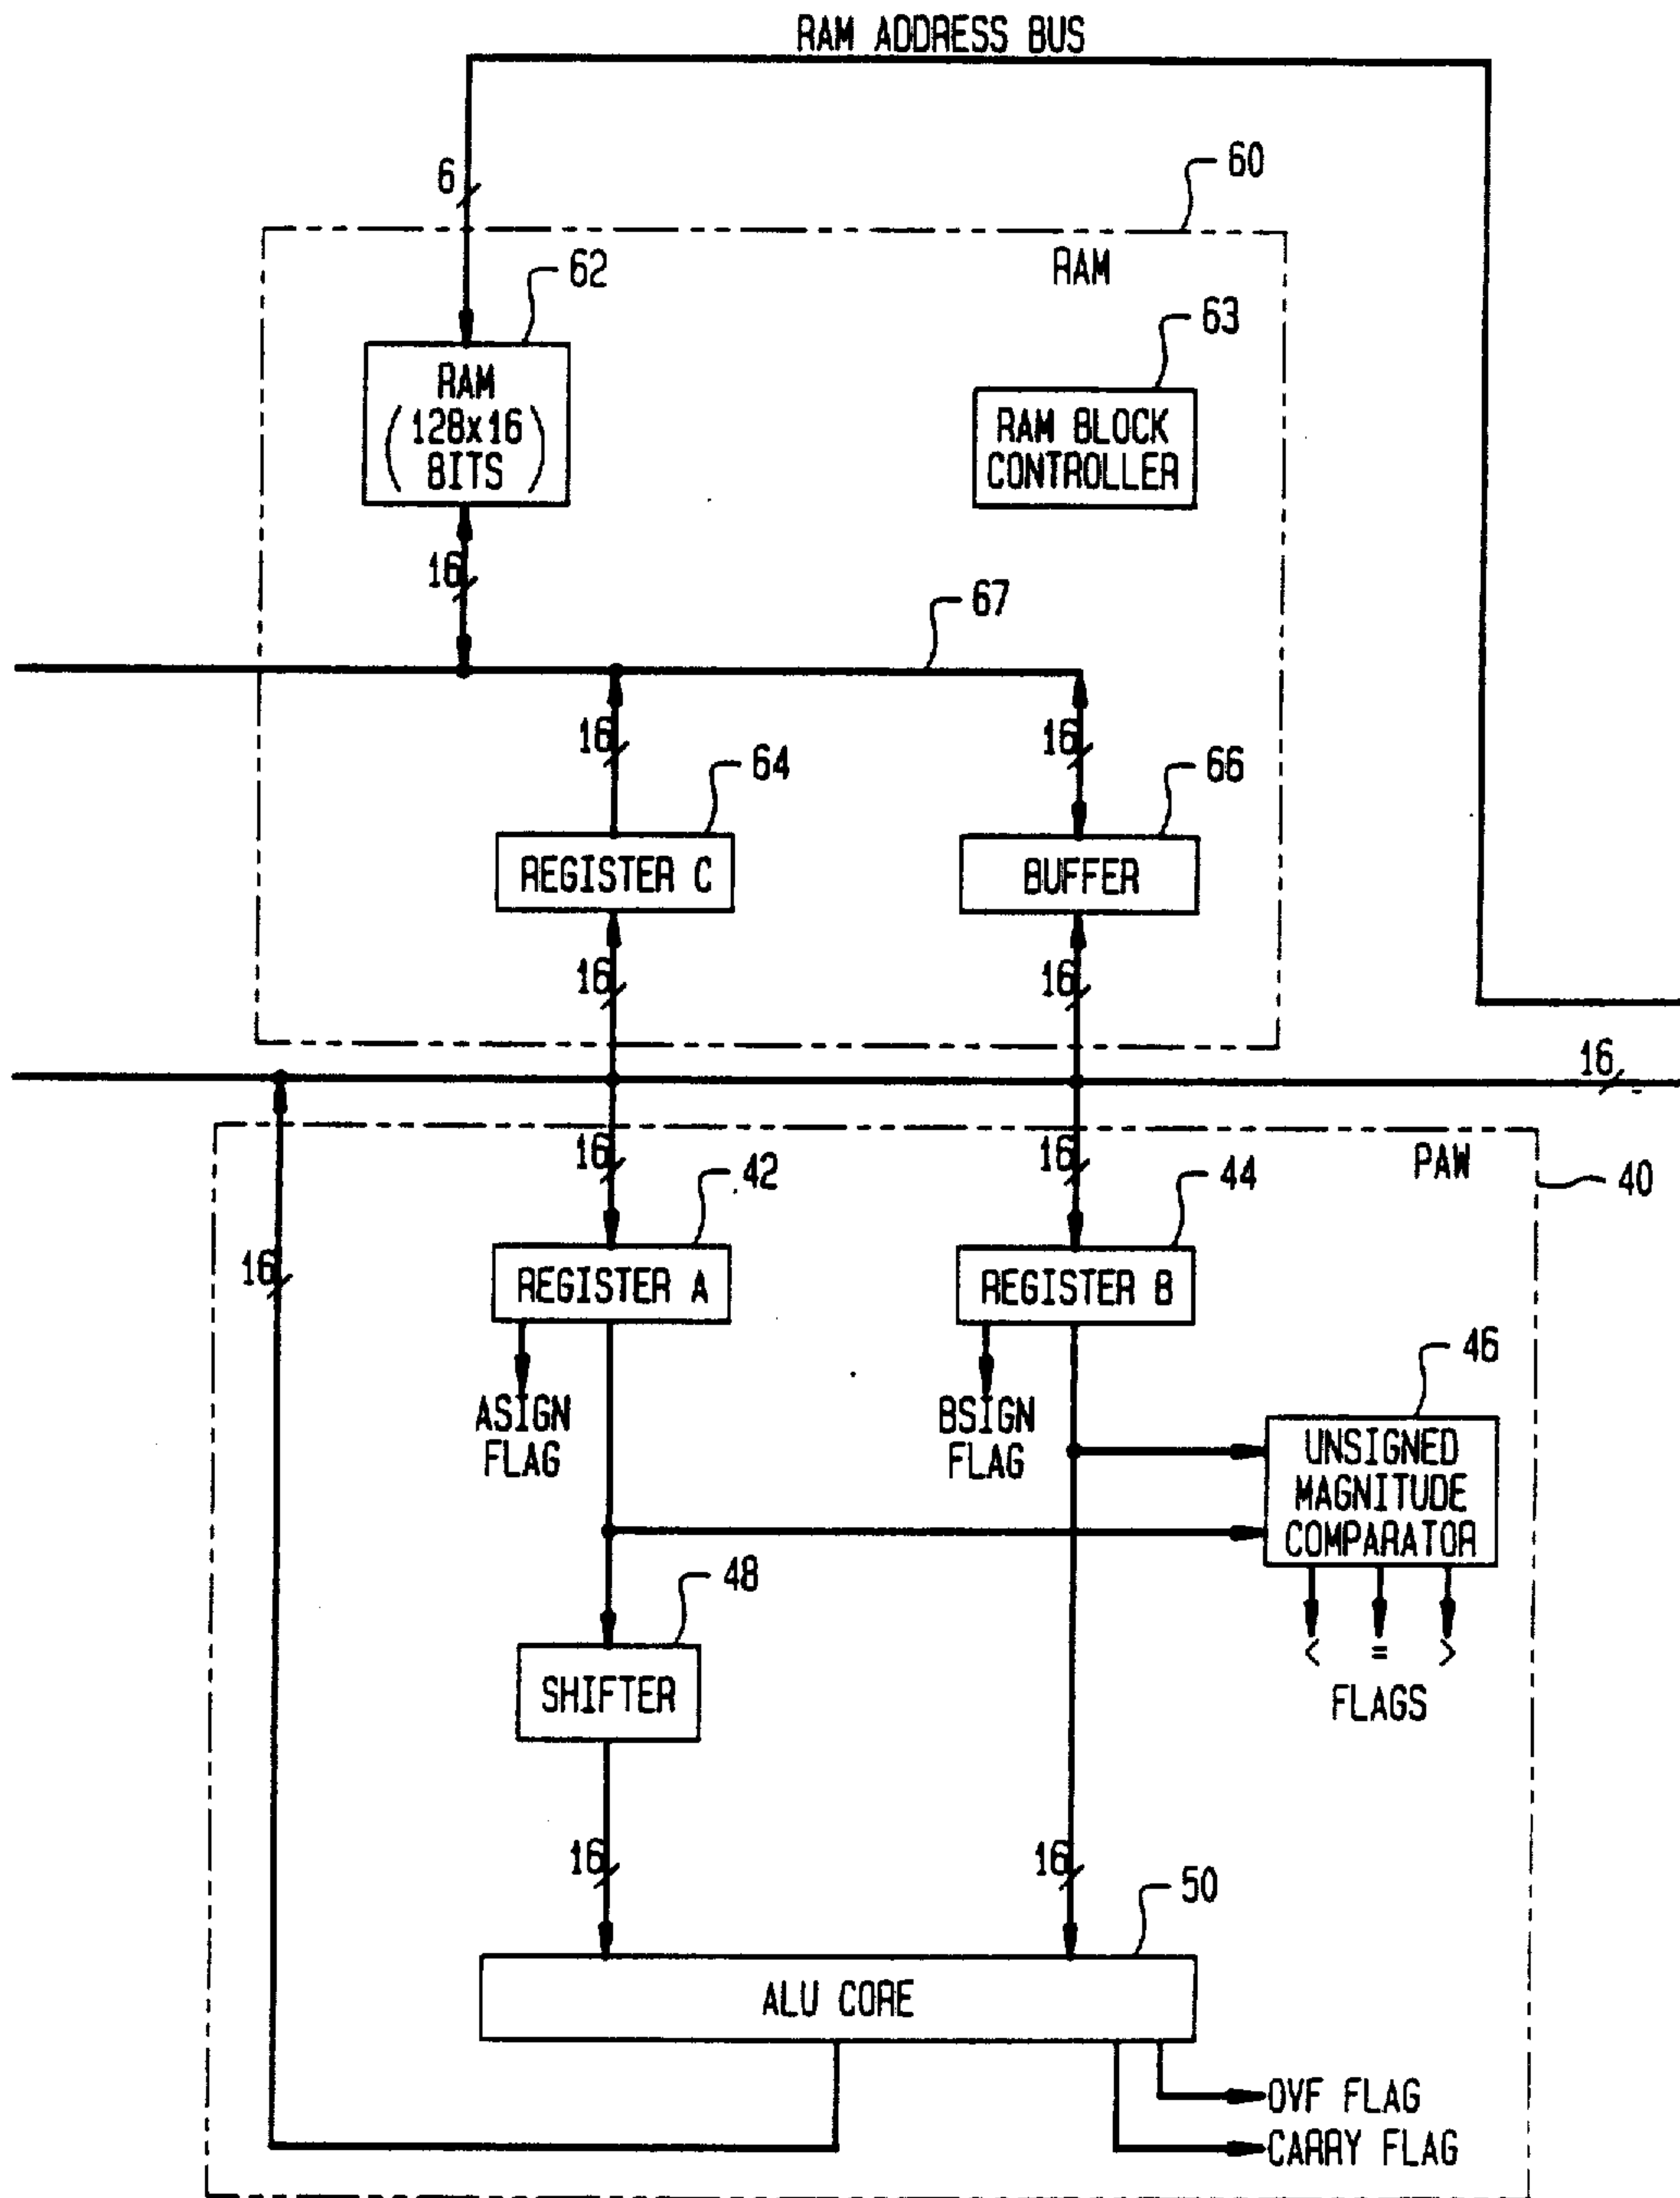 RAM ADDRESS BUS
6
60
RAM
62
63
RAM
(128x16)
BITS
RAM BLOCK
CONTROLLER
16
67
16
16
64
66
REGISTER C
BUFFER
16
16
16
16
16
PAW
40
42
44
16
REGISTER A
REGISTER B
46
ASIGN
FLAG
BSIGN
FLAG
UNSIGNED
MAGNITUDE
COMPARATOR
48
< = >
FLAGS
SHIFTER
16
16
50
ALU CORE
OVF FLAG
CARRY FLAG